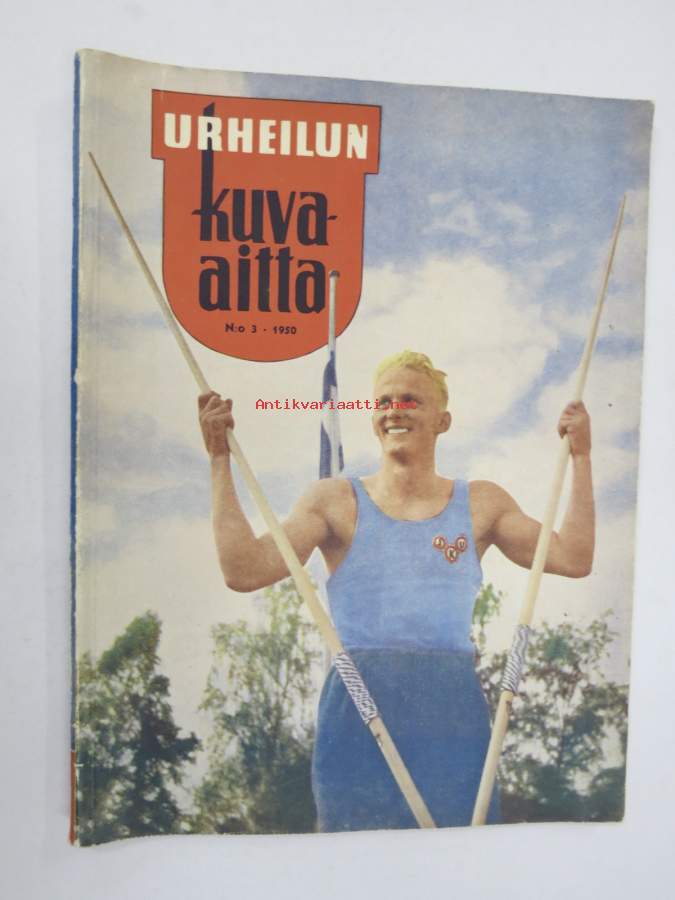 URHEILUN
kuva-
aitta
N:o 3 - 1950
Antikvariaatti.net